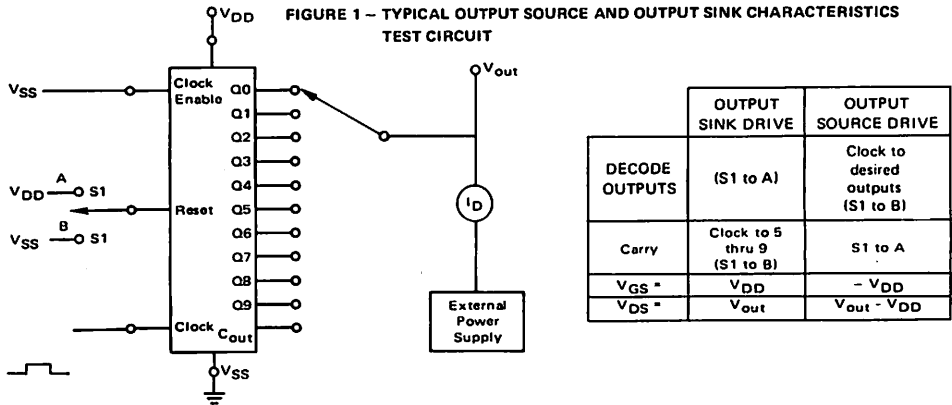 FIGURE 1 – TYPICAL OUTPUT SOURCE AND OUTPUT SINK CHARACTERISTICS
TEST CIRCUIT
VDD
Vout
VSS
Clock
Enable
Q0
Q1
Q2
Q3
Q4
Q5
Q6
Q7
Q8
Q9
Cout
A
VDD
S1
Reset
B
VSS
S1
Clock
VSS
ID
External
Power
Supply
OUTPUT
SINK DRIVE
OUTPUT
SOURCE DRIVE
DECODE
OUTPUTS
(S1 to A)
Clock to
desired
outputs
(S1 to B)
Carry
Clock to 5
thru 9
(S1 to B)
S1 to A
VGS =
VDD
– VDD
VDS =
Vout
Vout - VDD